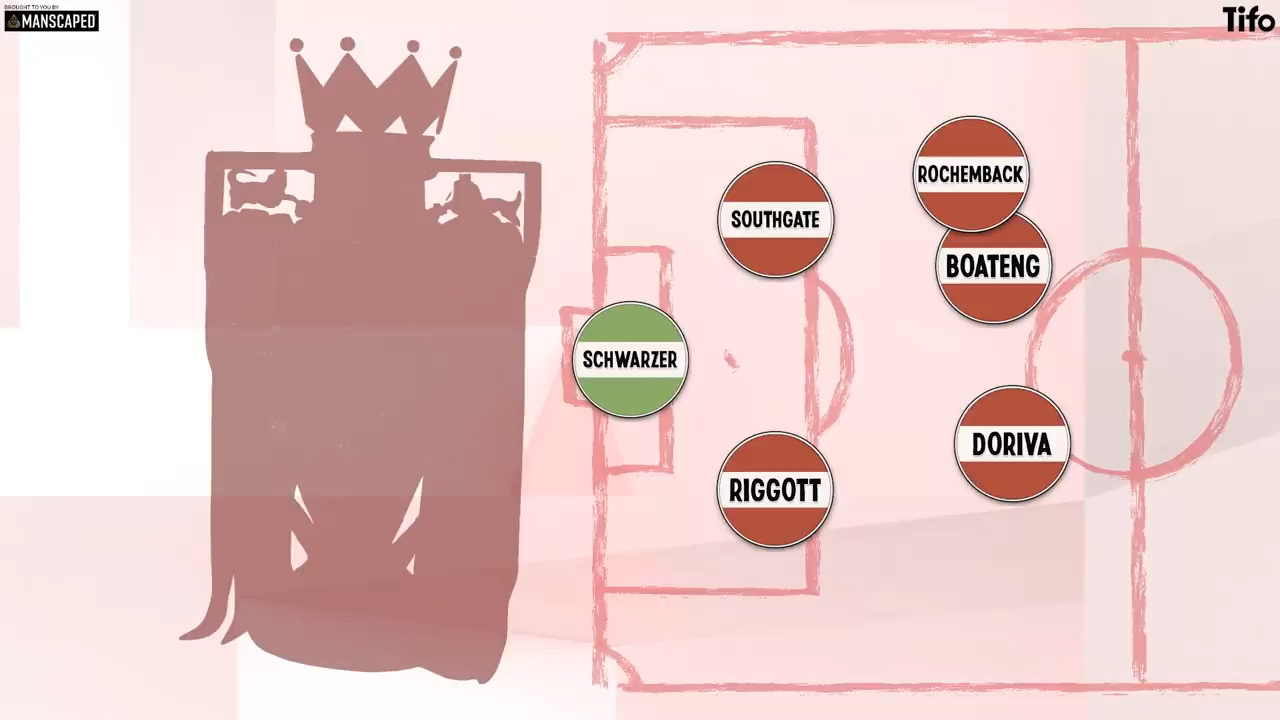 BROUGHT TO YOU BY
MANSCAPED
Tifo
ROCHEMBACK
SOUTHGATE
BOATENG
SCHWARZER
DORIVA
RIGGOTT